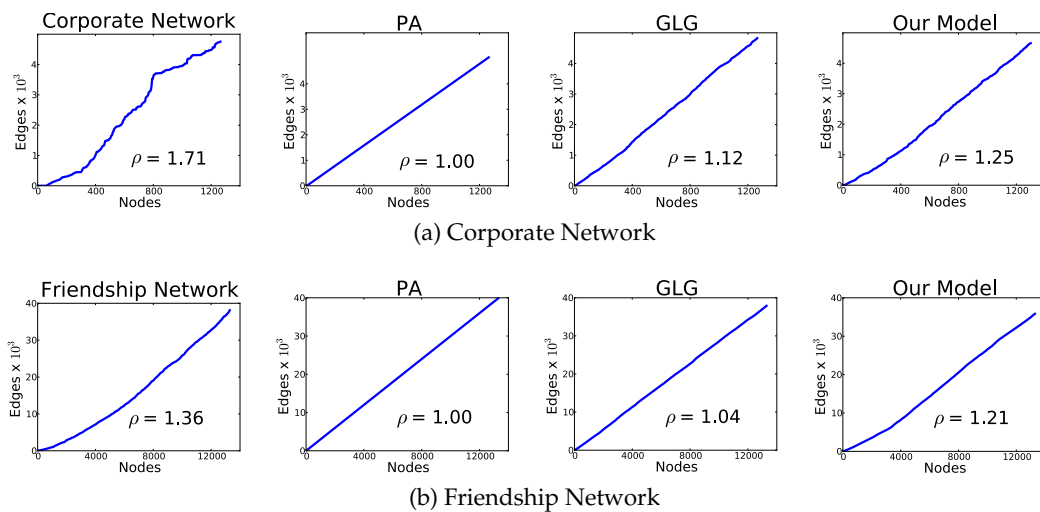 Corporate Network PA GLG Our Model
Edges x 10³ Edges x 10³ Edges x 10³ Edges x 10³
4 4 4 4
3 3 3 3
2 2 2 2
1 1 1 1
0 0 0 0
ρ = 1.71 ρ = 1.00 ρ = 1.12 ρ = 1.25
0 400 800 1200 0 400 800 1200 0 400 800 1200 0 400 800 1200
Nodes Nodes Nodes Nodes
(a) Corporate Network
Friendship Network PA GLG Our Model
Edges x 10³ Edges x 10³ Edges x 10³ Edges x 10³
40 40 40 40
30 30 30 30
20 20 20 20
10 10 10 10
0 0 0 0
ρ = 1.36 ρ = 1.00 ρ = 1.04 ρ = 1.21
0 4000 8000 12000 0 4000 8000 12000 0 4000 8000 12000 0 4000 8000 12000
Nodes Nodes Nodes Nodes
(b) Friendship Network